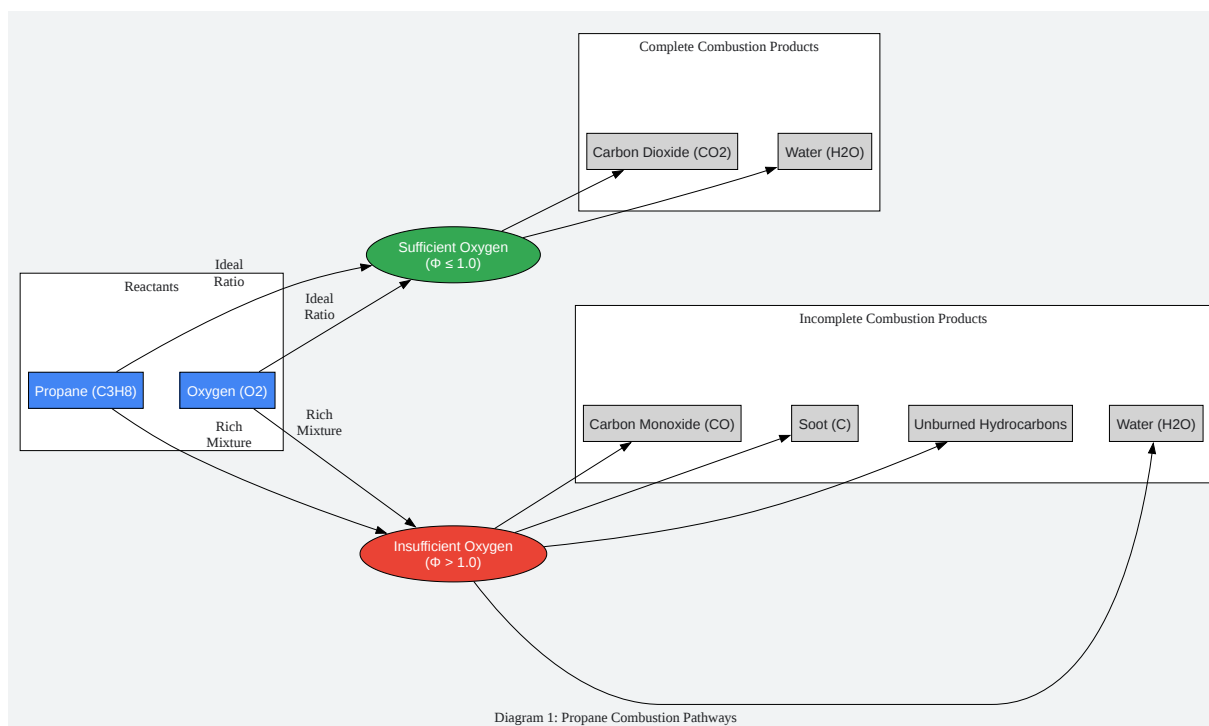 Complete Combustion Products
Carbon Dioxide (CO2)
Water (H2O)
Sufficient Oxygen
(Φ ≤ 1.0)
Ideal
Ratio
Reactants
Ideal
Ratio
Propane (C3H8)
Oxygen (O2)
Rich
Mixture
Rich
Mixture
Incomplete Combustion Products
Carbon Monoxide (CO)
Soot (C)
Unburned Hydrocarbons
Water (H2O)
Insufficient Oxygen
(Φ > 1.0)
Diagram 1: Propane Combustion Pathways